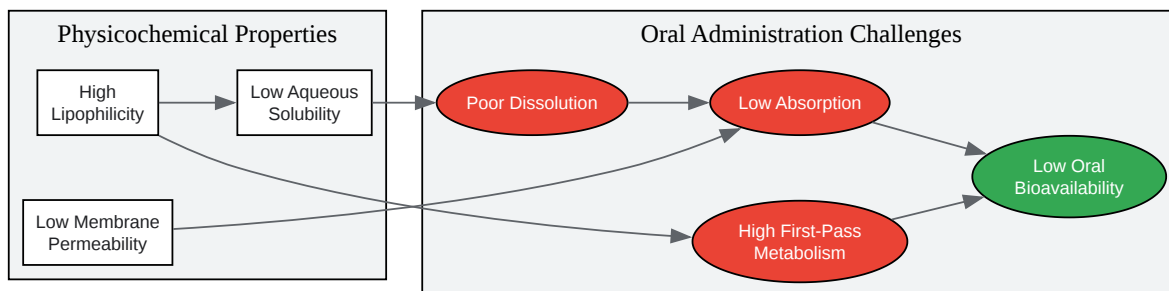 Physicochemical Properties
High
Lipophilicity
Low Aqueous
Solubility
Low Membrane
Permeability
Oral Administration Challenges
Poor Dissolution
Low Absorption
High First-Pass
Metabolism
Low Oral
Bioavailability